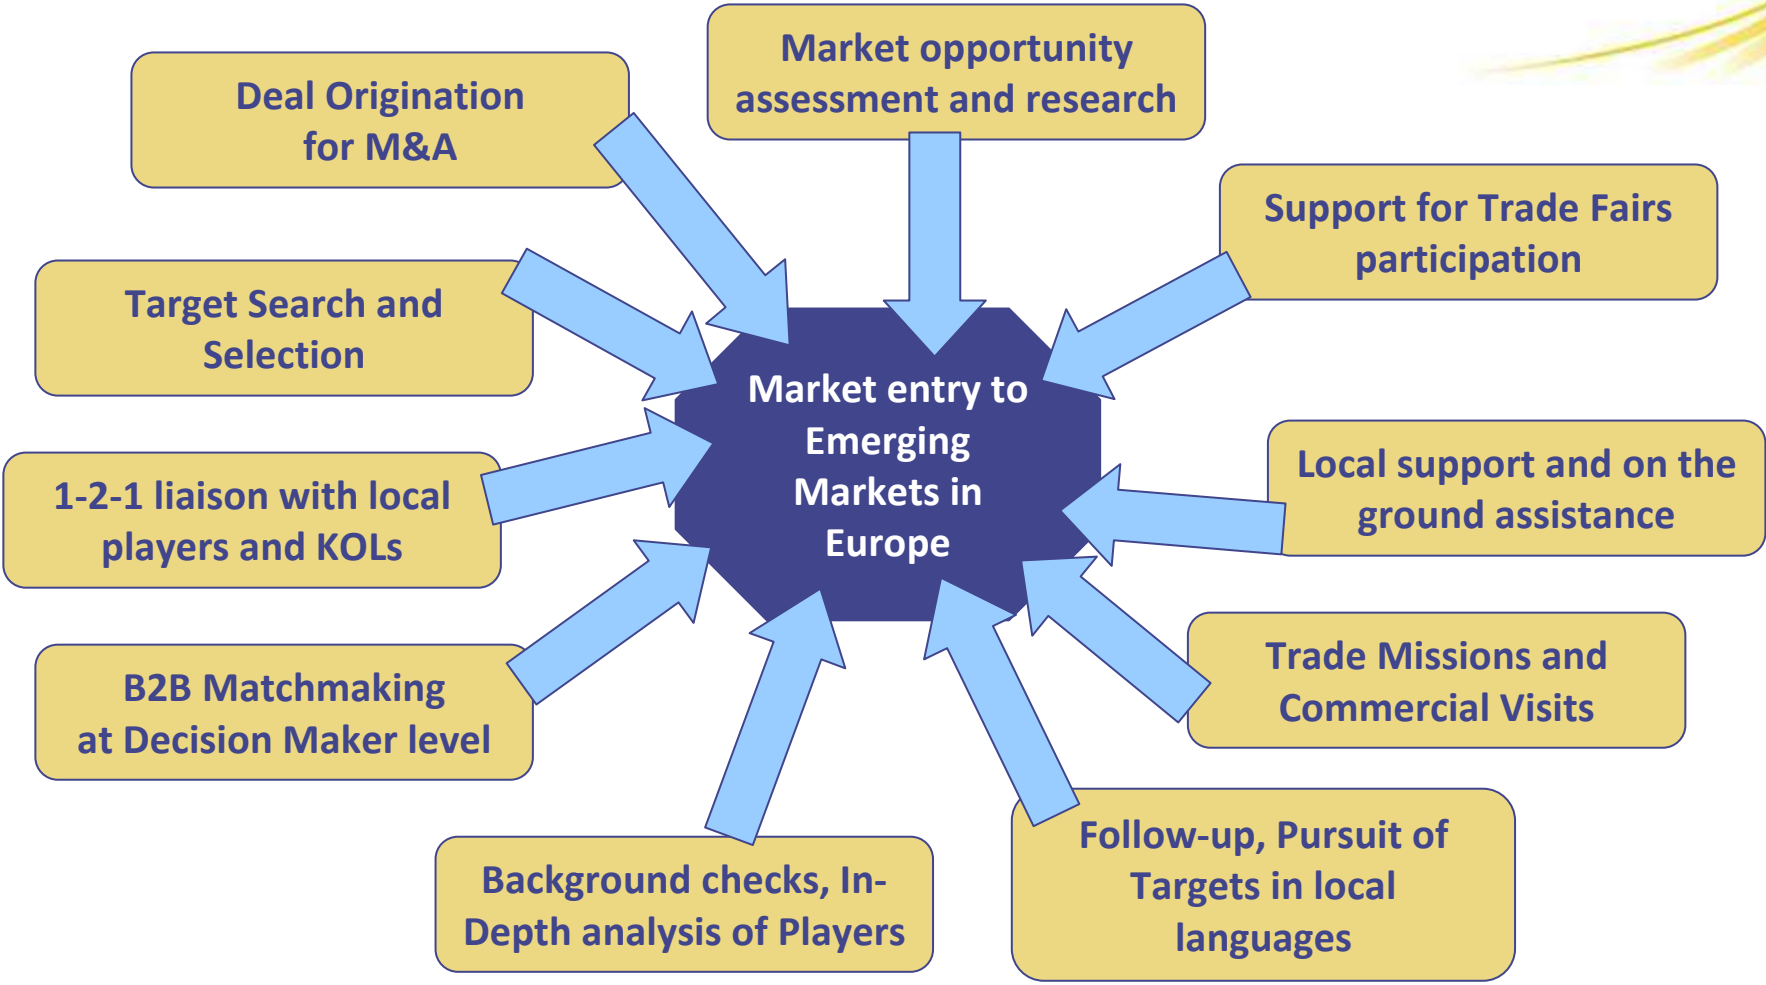 Market opportunity
assessment and research
Deal Origination
for M&A
Support for Trade Fairs
participation
Target Search and
Selection
Market entry to
Emerging
Markets in
Europe
Local support and on the
ground assistance
1-2-1 liaison with local
players and KOLs
Trade Missions and
Commercial Visits
B2B Matchmaking
at Decision Maker level
Follow-up, Pursuit of
Targets in local
languages
Background checks, In-
Depth analysis of Players